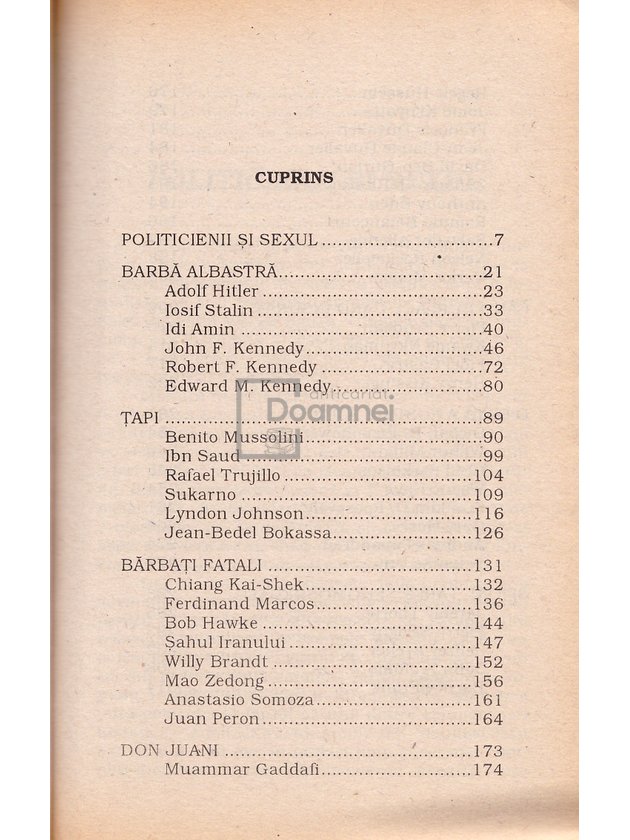 CUPRINS
POLITICIENII ȘI SEXUL..........................7
BARBĂ ALBASTRĂ...............................21
Adolf Hitler..................................23
Iosif Stalin..................................33
Idi Amin .....................................40
John F. Kennedy...........................46
Robert F. Kennedy.........................72
Edward M. Kennedy.......................80
anticariat
Doamnei
ȚAPI................................................89
Benito Mussolini...........................90
Ibn Saud.....................................99
Rafael Trujillo.............................104
Sukarno....................................109
Lyndon Johnson.........................116
Jean-Bedel Bokassa.....................126
BĂRBAȚI FATALI...............................131
Chiang Kai-Shek.........................132
Ferdinand Marcos.......................136
Bob Hawke................................144
Șahul Iranului............................147
Willy Brandt...............................152
Mao Zedong...............................156
Anastasio Somoza.......................161
Juan Peron................................164
DON JUANI.....................................173
Muammar Gaddafi......................174